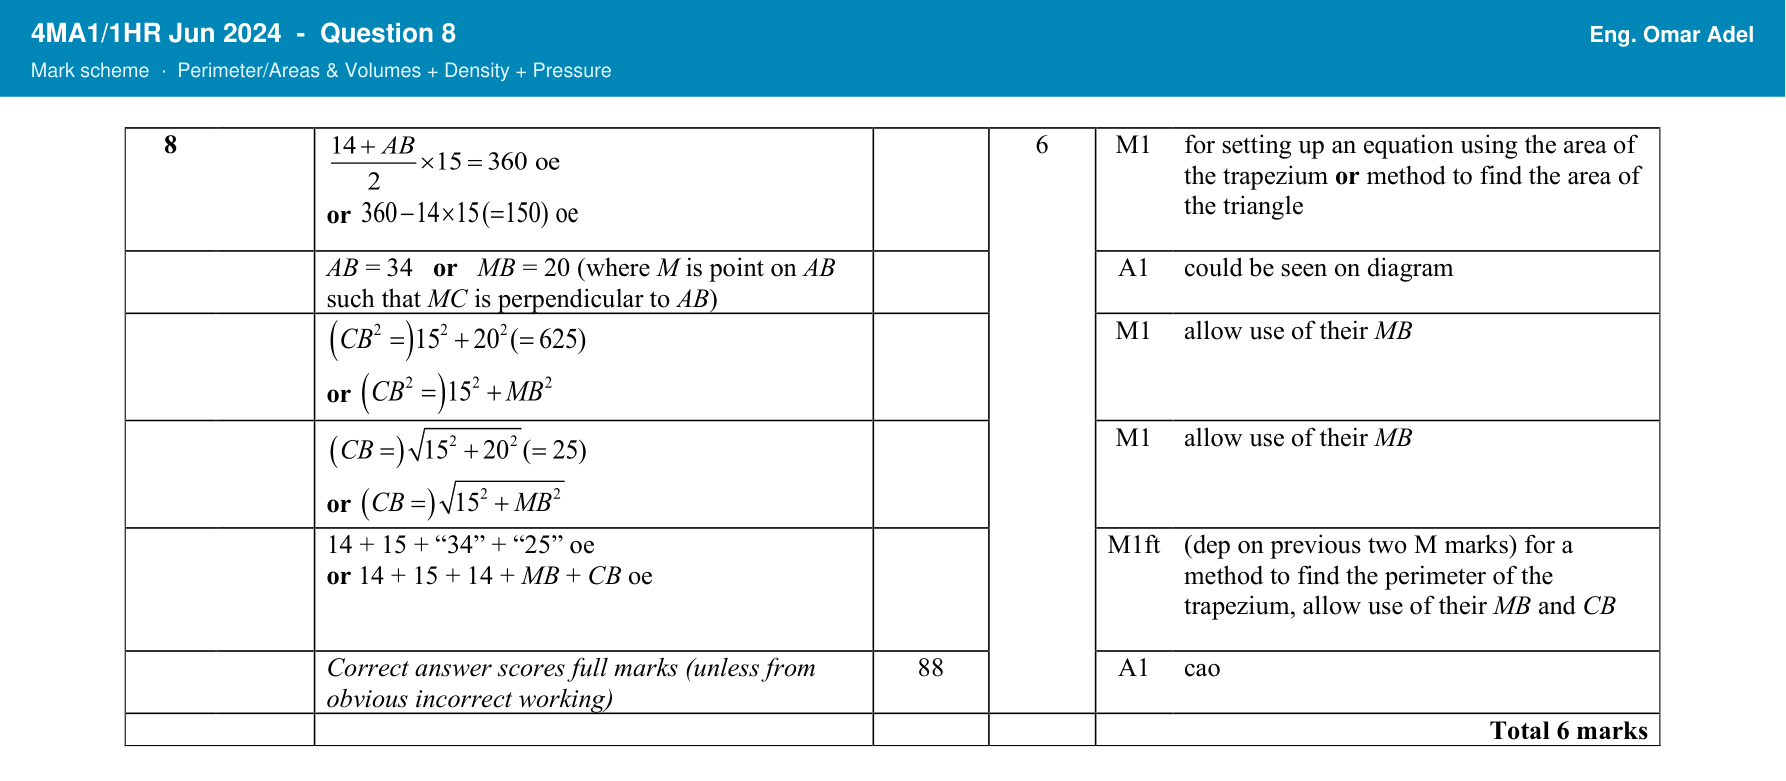 4MA1/1HR Jun 2024 - Question 8
Eng. Omar Adel
Mark scheme · Perimeter/Areas & Volumes + Density + Pressure
8
(14 + AB)/2 × 15 = 360 oe
or 360 − 14 × 15 (= 150) oe
6
M1 for setting up an equation using the area of
the trapezium or method to find the area of
the triangle
AB = 34 or MB = 20 (where M is point on AB
such that MC is perpendicular to AB)
A1 could be seen on diagram
(CB² =)15² + 20² (= 625)
or (CB² =)15² + MB²
M1 allow use of their MB
(CB =)√(15² + 20²) (= 25)
or (CB =)√(15² + MB²)
M1 allow use of their MB
14 + 15 + “34” + “25” oe
or 14 + 15 + 14 + MB + CB oe
M1ft (dep on previous two M marks) for a
method to find the perimeter of the
trapezium, allow use of their MB and CB
Correct answer scores full marks (unless from
obvious incorrect working)
88
A1 cao
Total 6 marks